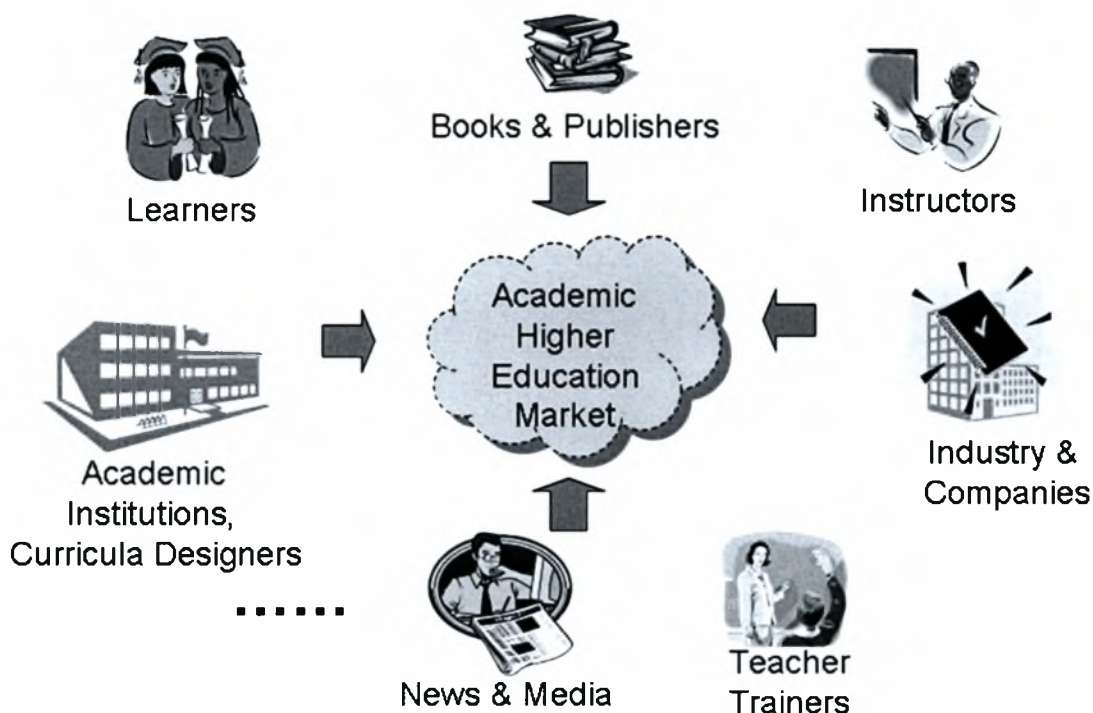 Books & Publishers
Learners
Instructors
Academic
Higher
Education
Market
Academic
Institutions,
Curricula Designers
Industry &
Companies
......
News & Media
Teacher
Trainers